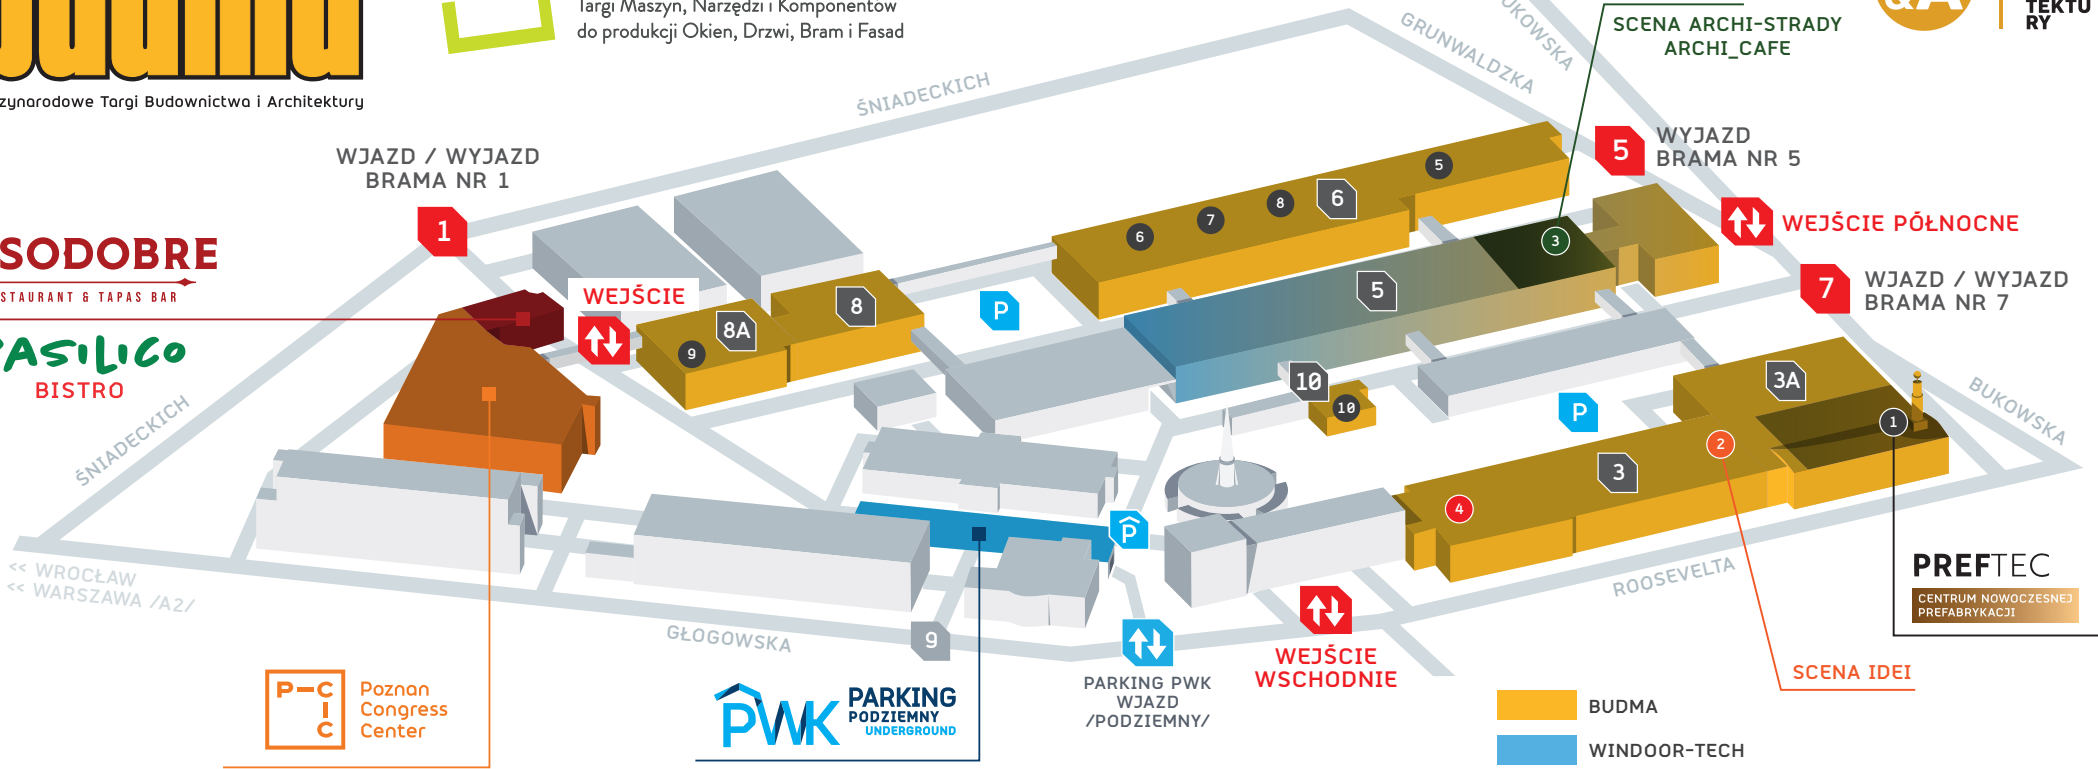 Targi Maszyn, Narzędzi i Komponentów
do produkcji Okien, Drzwi, Bram i Fasad
Targi Budownictwa i Architektury
&A
TEKTU
RY
SCENA ARCHI-STRADY
ARCHI_CAFE
GRUNWALDZKA
ŚNIADECKICH
WJAZD / WYJAZD
BRAMA NR 1
1
5
WYJAZD
BRAMA NR 5
WEJŚCIE PÓŁNOCNE
7
WJAZD / WYJAZD
BRAMA NR 7
SODOBRE
& TAPAS BAR
BISTRO
WEJŚCIE
8A
9
8
P
6
7
8
6
5
5
3
10
10
P
3A
1
2
3
4
BUKOWSKA
ŚNIADECKICH
<< WROCŁAW
<< WARSZAWA /A2/
GŁOGOWSKA
9
P
ROOSEVELTA
PREFTEC
CENTRUM NOWOCZESNEJ
PREFABRYKACJI
SCENA IDEI
WEJŚCIE
WSCHODNIE
PARKING PWK
WJAZD
/PODZIEMNY/
P–C
I
C
Poznan
Congress
Center
PWK
PARKING
PODZIEMNY
UNDERGROUND
BUDMA
WINDOOR-TECH